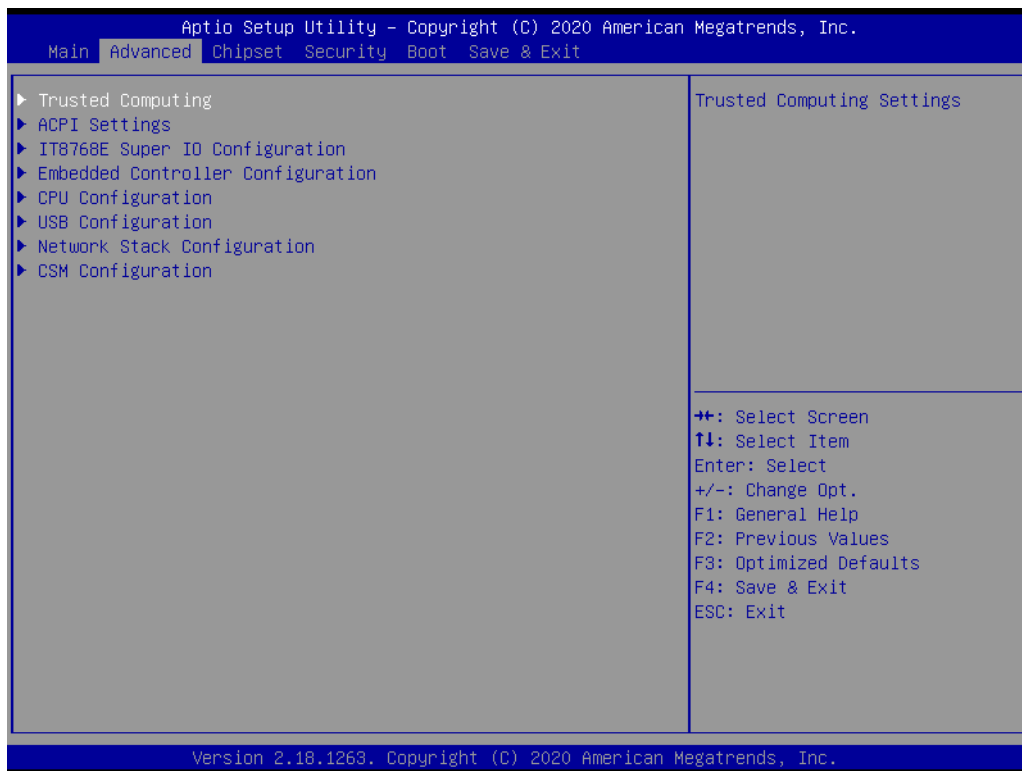 Aptio Setup Utility – Copyright (C) 2020 American Megatrends, Inc.
Main Advanced Chipset Security Boot Save & Exit
Trusted Computing
ACPI Settings
IT8768E Super IO Configuration
Embedded Controller Configuration
CPU Configuration
USB Configuration
Network Stack Configuration
CSM Configuration
Trusted Computing Settings
→←: Select Screen
↑↓: Select Item
Enter: Select
+/-: Change Opt.
F1: General Help
F2: Previous Values
F3: Optimized Defaults
F4: Save & Exit
ESC: Exit
Version 2.18.1263. Copyright (C) 2020 American Megatrends, Inc.